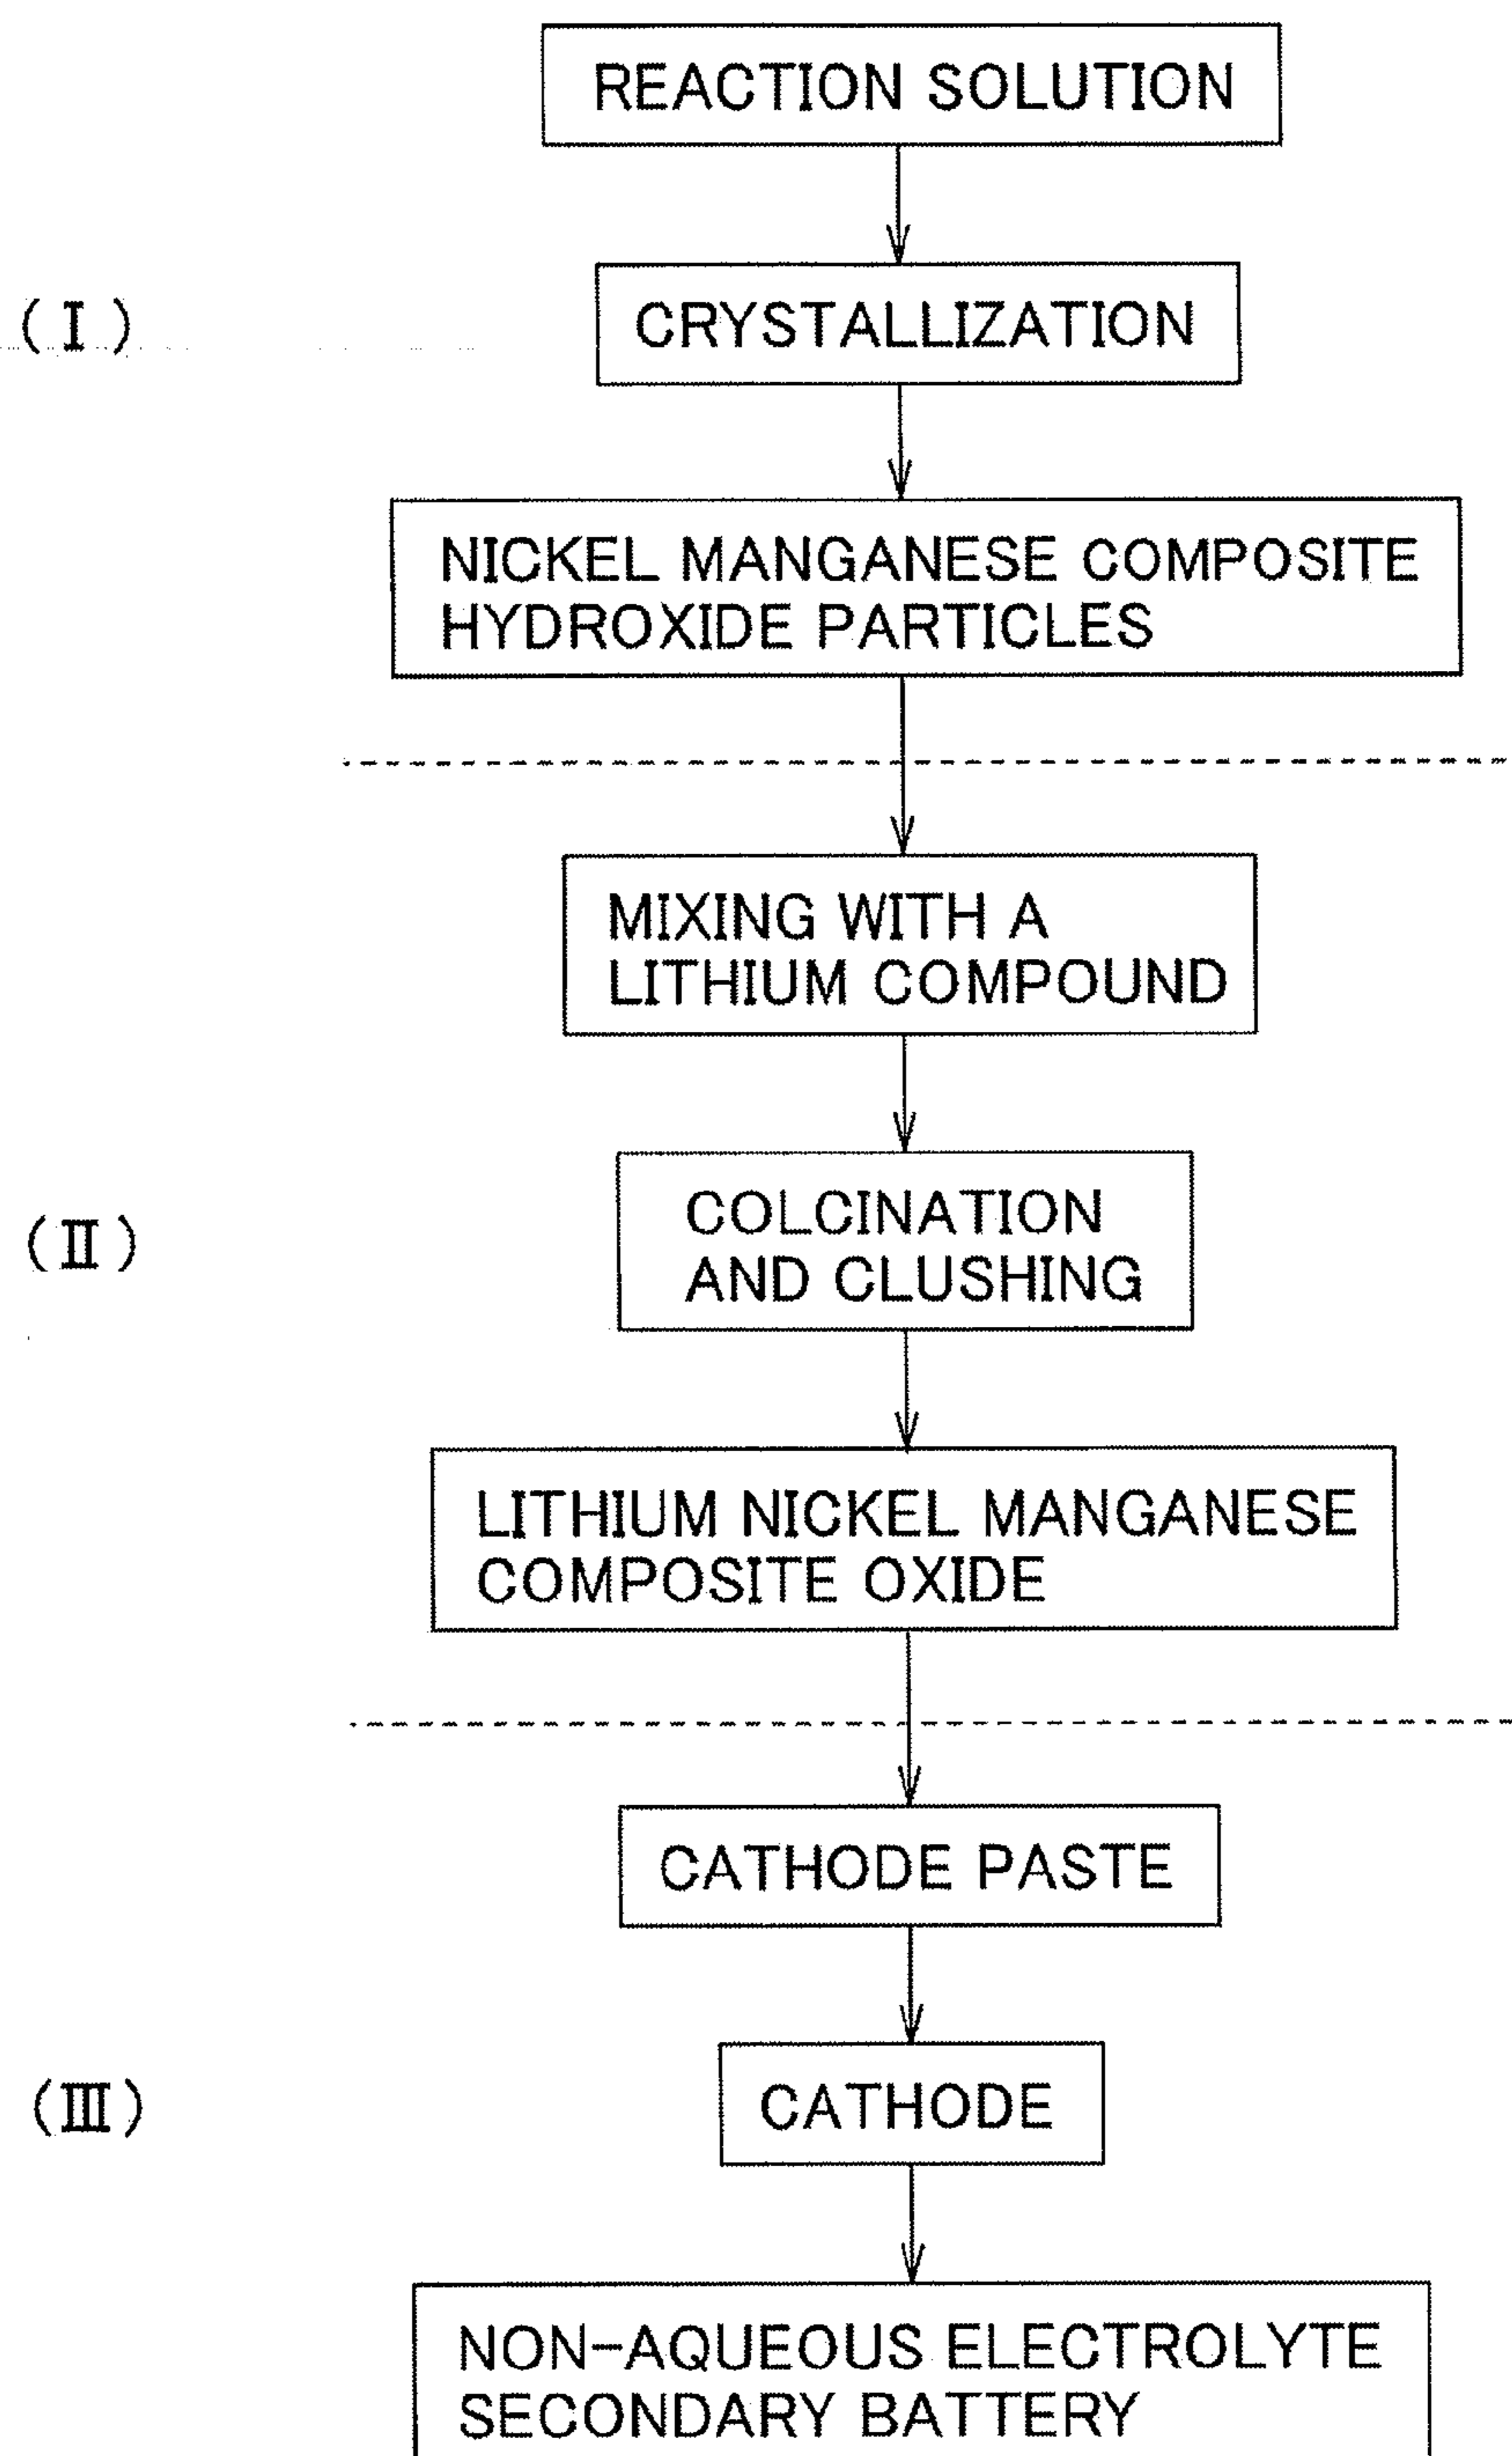 REACTION SOLUTION
(I)
CRYSTALLIZATION
NICKEL MANGANESE COMPOSITE
HYDROXIDE PARTICLES
MIXING WITH A
LITHIUM COMPOUND
(II)
COLCINATION
AND CLUSHING
LITHIUM NICKEL MANGANESE
COMPOSITE OXIDE
CATHODE PASTE
(III)
CATHODE
NON-AQUEOUS ELECTROLYTE
SECONDARY BATTERY